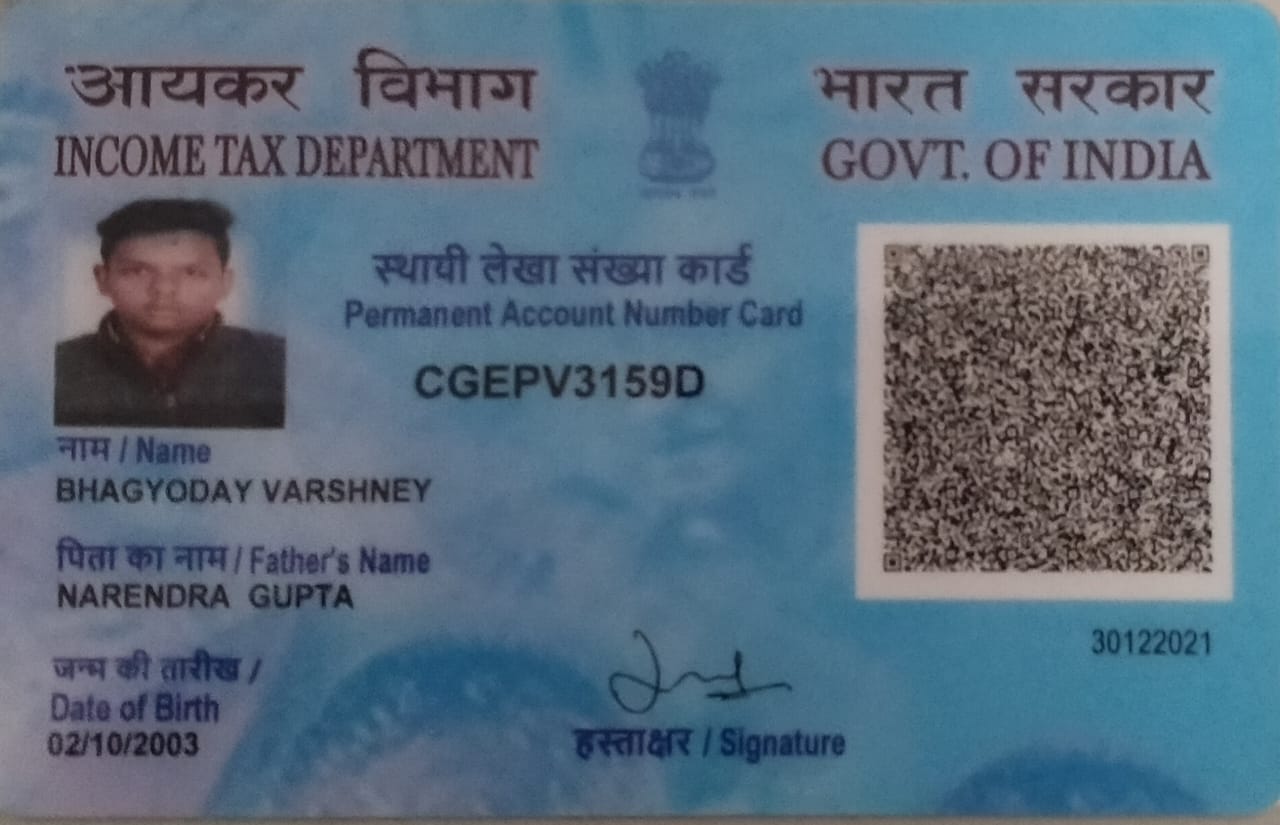 आयकर विभाग
INCOME TAX DEPARTMENT
भारत सरकार
GOVT. OF INDIA
स्थायी लेखा संख्या कार्ड
Permanent Account Number Card
CGEPV3159D
नाम / Name
BHAGYODAY VARSHNEY
पिता का नाम / Father's Name
NARENDRA GUPTA
जन्म की तारीख /
Date of Birth
02/10/2003
हस्ताक्षर / Signature
30122021